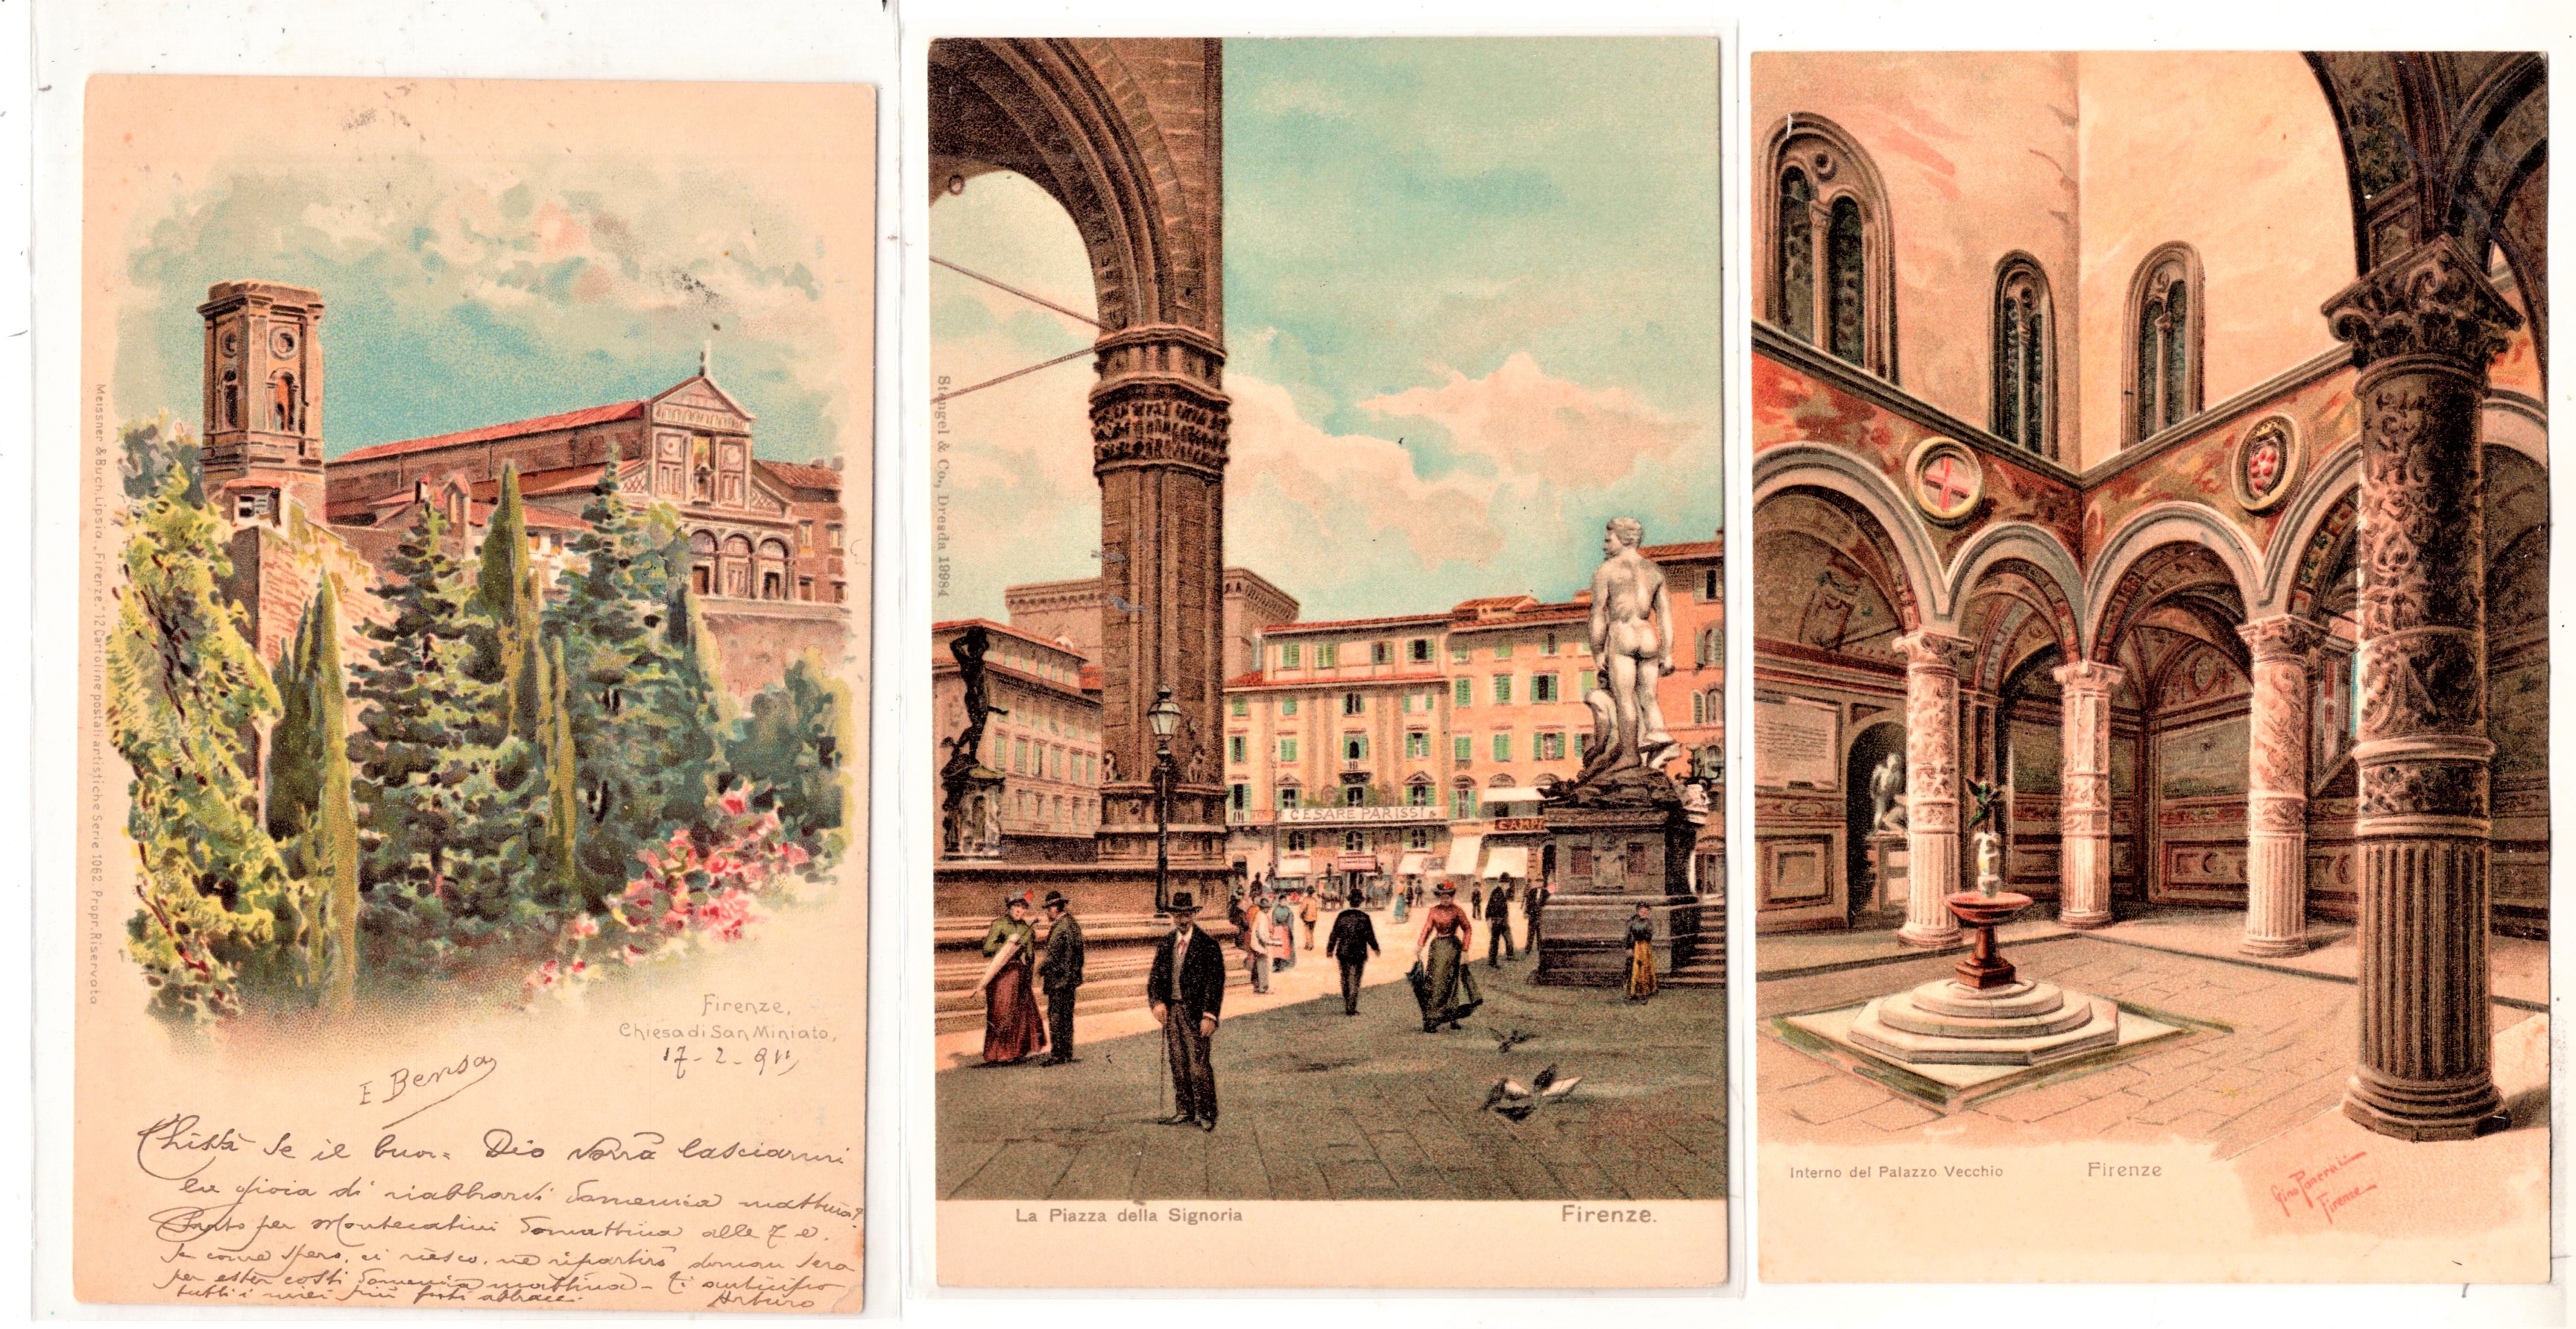 Meissner & Buch, Lipsia „Firenze." 12 Cartoline postali artistiche Serie 1062 Propr. Riservata
Firenze,
Chiesa di San Miniato.
17-2-911
E Bensa
Chissà se il buon Dio vorrà lasciarmi
la gioia di riabbracci Domenica mattina?
Parto per Montecatini Domattina alle 7 e.
Se come spero, ci riesco, ne ripartirò doman sera
per esser costì Domenica mattina - ti anticipo
tutti i miei più forti abbracci.
Arturo
Stengel & Co., Dresda 19984
CESARE PARISSI &
La Piazza della Signoria
Firenze.
Interno del Palazzo Vecchio
Firenze
Gino Panerai
Firenze